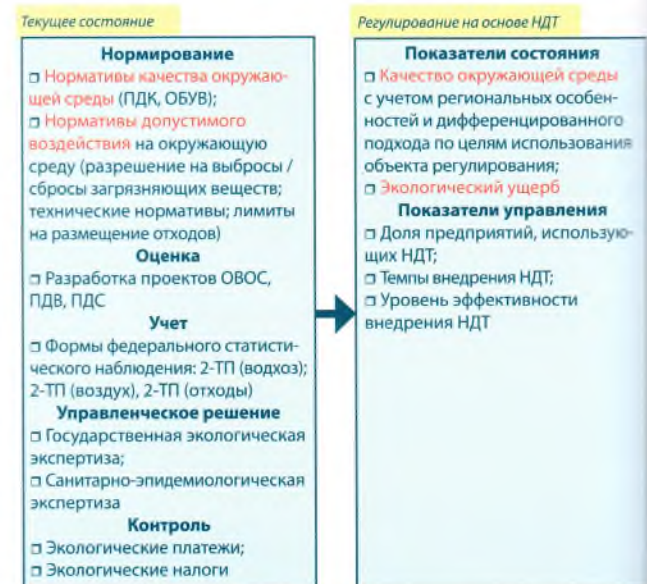 Текущее состояние
Нормирование
❒ Нормативы качества окружаю-
щей среды (ПДК, ОБУВ);
❒ Нормативы допустимого
воздействия на окружающую
среду (разрешение на выбросы /
сбросы загрязняющих веществ;
технические нормативы; лимиты
на размещение отходов)
Оценка
❒ Разработка проектов ОВОС,
ПДВ, ПДС
Учет
❒ Формы федерального статисти-
ческого наблюдения: 2-ТП (водхоз);
2-ТП (воздух), 2-ТП (отходы)
Управленческое решение
❒ Государственная экологическая
экспертиза;
❒ Санитарно-эпидемиологическая
экспертиза
Контроль
❒ Экологические платежи;
❒ Экологические налоги
Регулирование на основе НДТ
Показатели состояния
❒ Качество окружающей среды
с учетом региональных особен-
ностей и дифференцированного
подхода по целям использования
объекта регулирования;
❒ Экологический ущерб
Показатели управления
❒ Доля предприятий, использую-
щих НДТ;
❒ Темпы внедрения НДТ;
❒ Уровень эффективности
внедрения НДТ